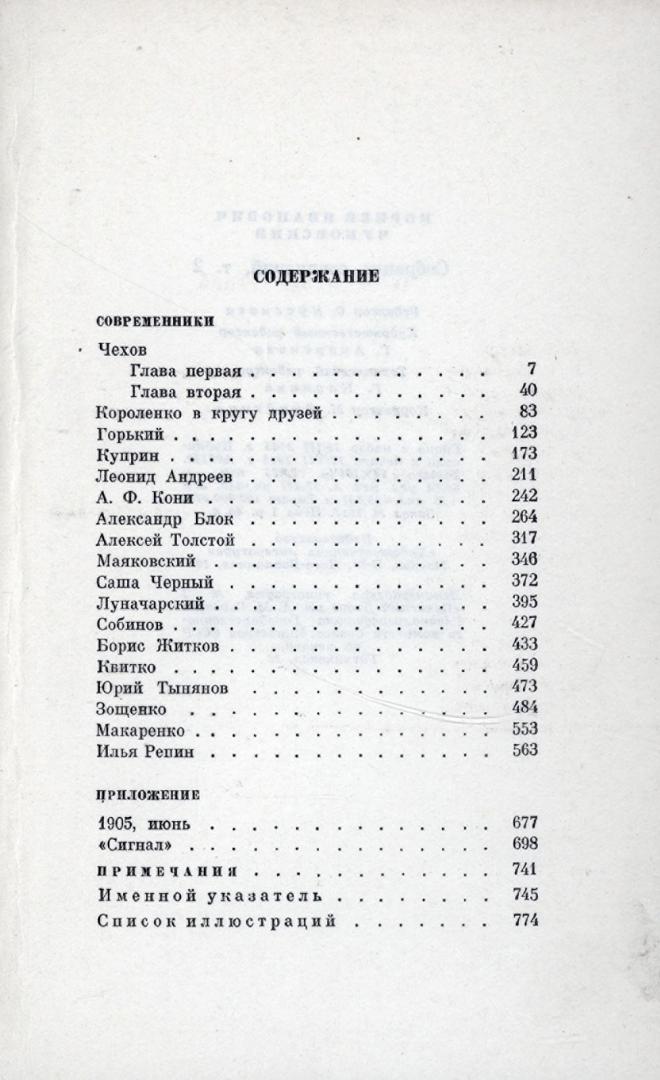 СОДЕРЖАНИЕ
СОВРЕМЕННИКИ
Чехов
Глава первая . . . . . . . . . . . . 7
Глава вторая . . . . . . . . . . . . 40
Короленко в кругу друзей . . . . . . . . 83
Горький . . . . . . . . . . . . . . . 123
Куприн . . . . . . . . . . . . . . . . 173
Леонид Андреев . . . . . . . . . . . . 211
А. Ф. Кони . . . . . . . . . . . . . . 242
Александр Блок . . . . . . . . . . . . 264
Алексей Толстой . . . . . . . . . . . . 317
Маяковский . . . . . . . . . . . . . . 346
Саша Черный . . . . . . . . . . . . . 372
Луначарский . . . . . . . . . . . . . . 395
Собинов . . . . . . . . . . . . . . . 427
Борис Житков . . . . . . . . . . . . . 433
Квитко . . . . . . . . . . . . . . . . 459
Юрий Тынянов . . . . . . . . . . . . 473
Зощенко . . . . . . . . . . . . . . . 484
Макаренко . . . . . . . . . . . . . . . 553
Илья Репин . . . . . . . . . . . . . . 563
ПРИЛОЖЕНИЕ
1905, июнь . . . . . . . . . . . . . . 677
«Сигнал» . . . . . . . . . . . . . . . 698
ПРИМЕЧАНИЯ . . . . . . . . . . . . 741
Именной указатель . . . . . . . . 745
Список иллюстраций . . . . . . . 774